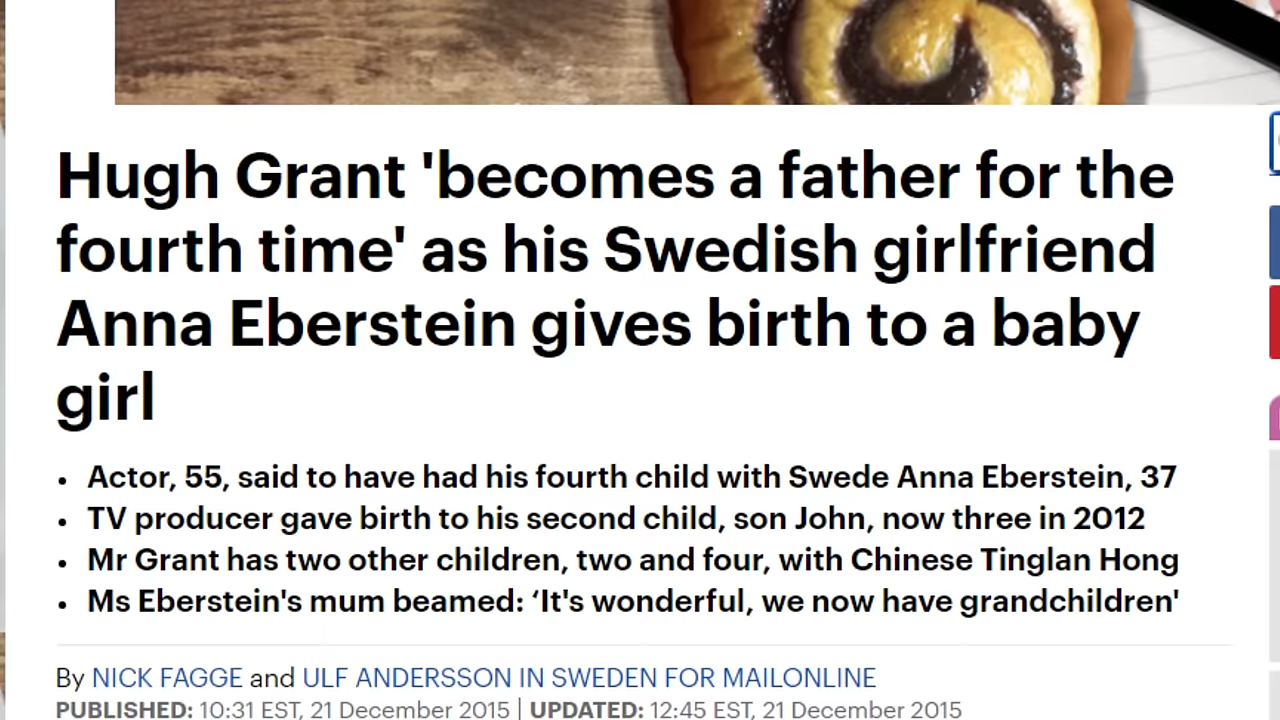 Hugh Grant 'becomes a father for the
fourth time' as his Swedish girlfriend
Anna Eberstein gives birth to a baby
girl
• Actor, 55, said to have had his fourth child with Swede Anna Eberstein, 37
• TV producer gave birth to his second child, son John, now three in 2012
• Mr Grant has two other children, two and four, with Chinese Tinglan Hong
• Ms Eberstein's mum beamed: ‘It's wonderful, we now have grandchildren'
By NICK FAGGE and ULF ANDERSSON IN SWEDEN FOR MAILONLINE
PUBLISHED: 10:31 EST, 21 December 2015 | UPDATED: 12:45 EST, 21 December 2015